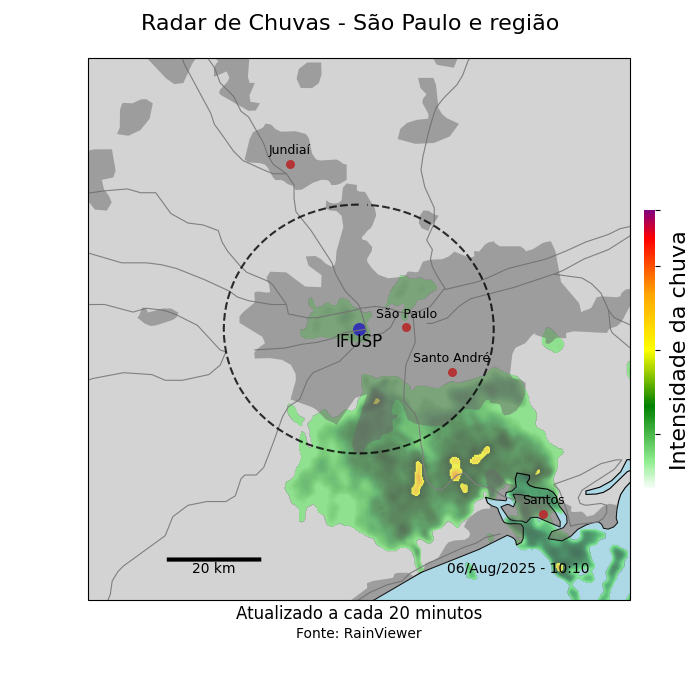 Radar de Chuvas - São Paulo e região
Jundiaí
São Paulo
IFUSP
Santo André
Santos
20 km
06/Aug/2025 - 10:10
Intensidade da chuva
Atualizado a cada 20 minutos
Fonte: RainViewer